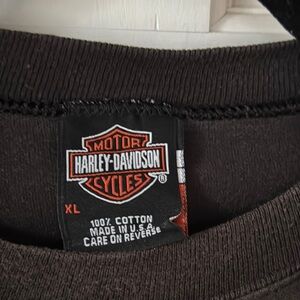 MOTOR
HARLEY-DAVIDSON
CYCLES
®
XL
100% COTTON
MADE IN U.S.A
CARE ON REVERSE